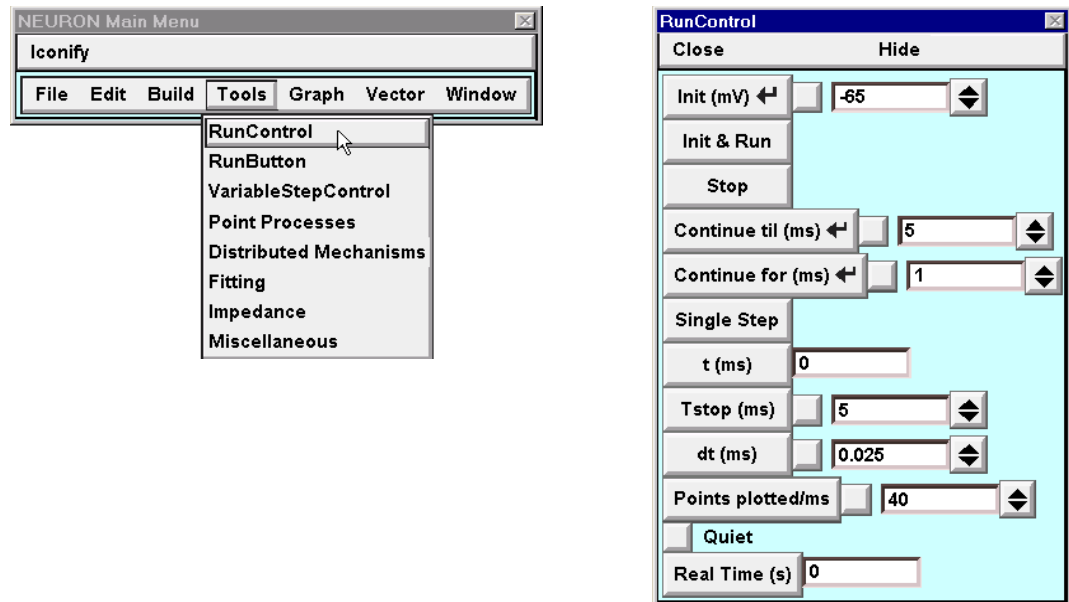 NEURON Main Menu
Iconify
File Edit Build Tools Graph Vector Window
RunControl
RunButton
VariableStepControl
Point Processes
Distributed Mechanisms
Fitting
Impedance
Miscellaneous
RunControl
Close Hide
Init (mV) -65
Init & Run
Stop
Continue til (ms) 5
Continue for (ms) 1
Single Step
t (ms) 0
Tstop (ms) 5
dt (ms) 0.025
Points plotted/ms 40
Quiet
Real Time (s) 0